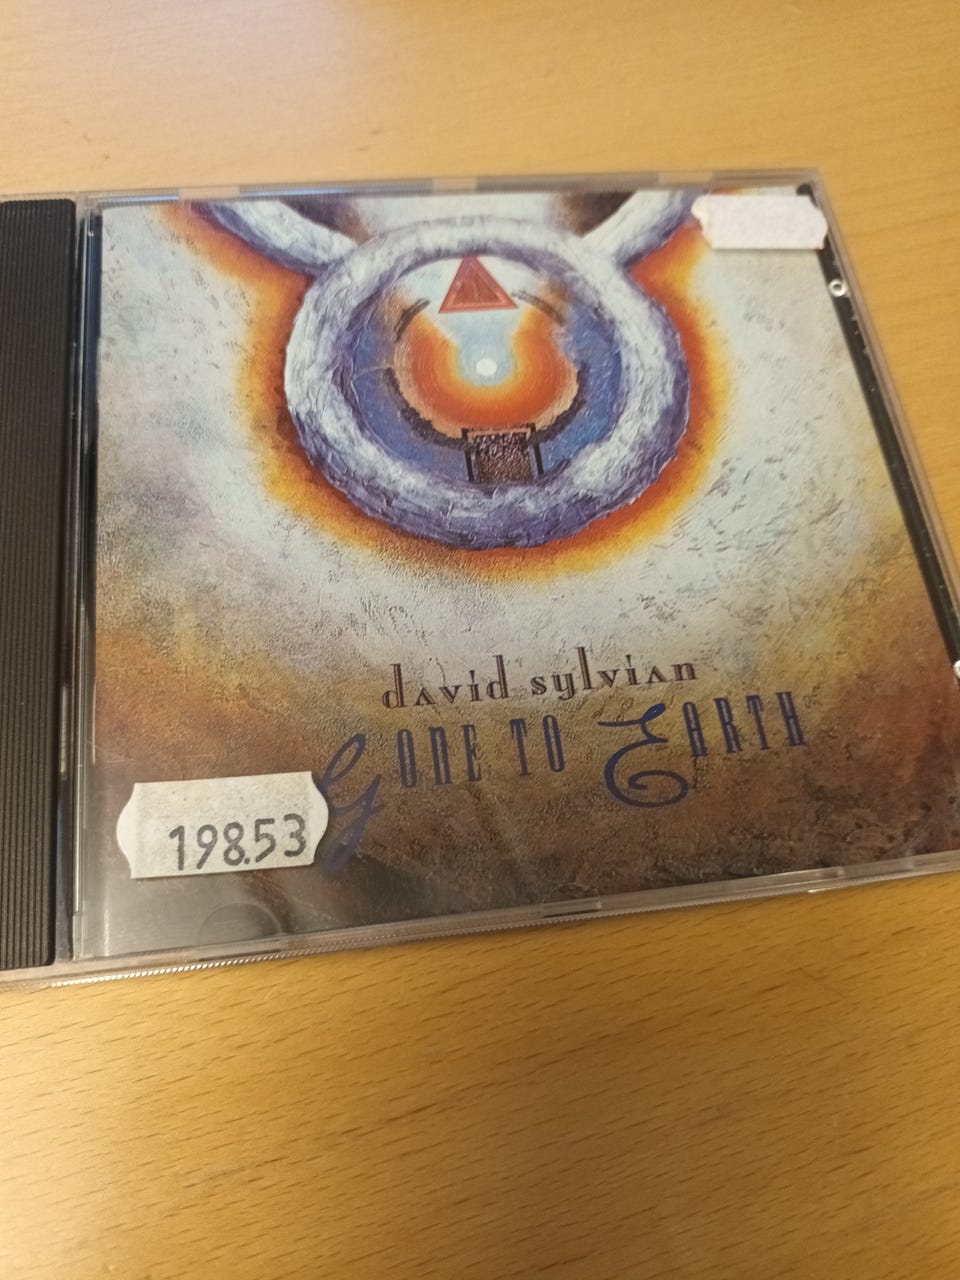 david sylvian
Gone to Earth
198.53